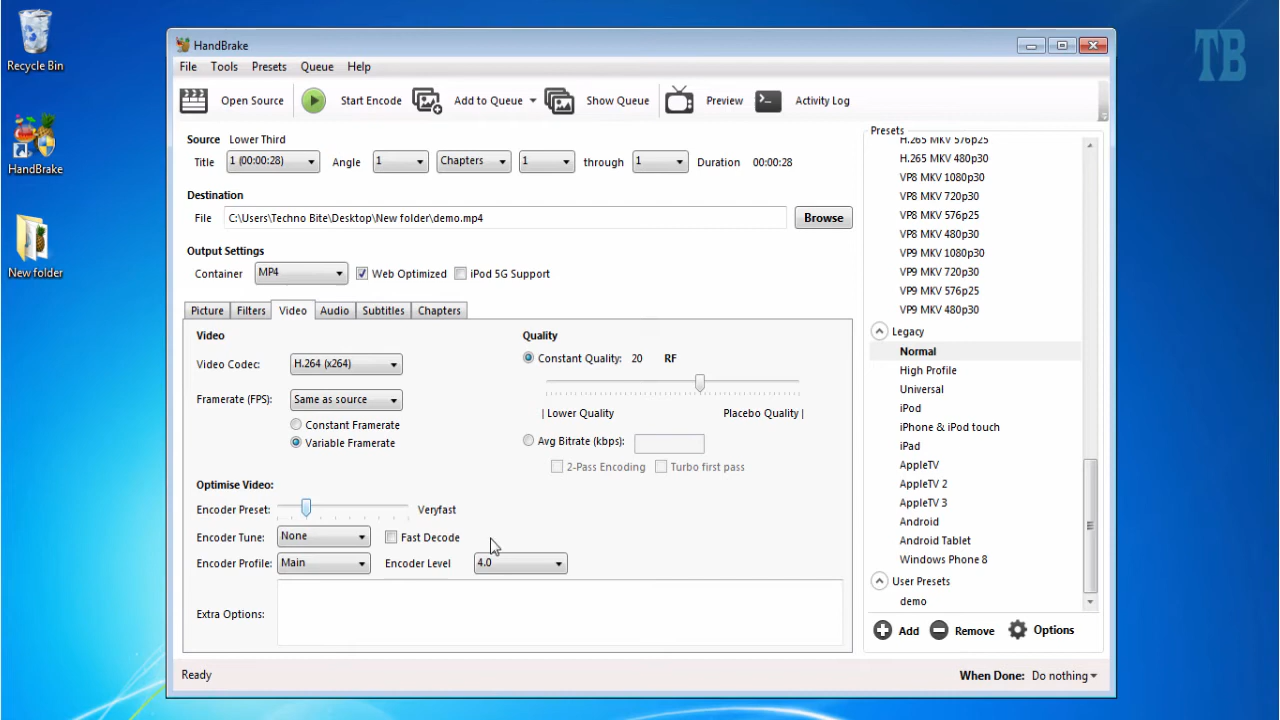 Recycle Bin
HandBrake
New folder
TB
HandBrake
File Tools Presets Queue Help
Open Source Start Encode Add to Queue Show Queue Preview Activity Log
Source Lower Third
Title 1 (00:00:28) Angle 1 Chapters 1 through 1 Duration 00:00:28
Destination
File C:\Users\Techno Bite\Desktop\New folder\demo.mp4 Browse
Output Settings
Container MP4 Web Optimized iPod 5G Support
Picture Filters Video Audio Subtitles Chapters
Video
Video Codec: H.264 (x264)
Framerate (FPS): Same as source
Constant Framerate
Variable Framerate
Quality
Constant Quality: 20 RF
| Lower Quality Placebo Quality |
Avg Bitrate (kbps):
2-Pass Encoding Turbo first pass
Optimise Video:
Encoder Preset: Veryfast
Encoder Tune: None Fast Decode
Encoder Profile: Main Encoder Level 4.0
Extra Options:
Presets
H.265 MKV 576p25
H.265 MKV 480p30
VP8 MKV 1080p30
VP8 MKV 720p30
VP8 MKV 576p25
VP8 MKV 480p30
VP9 MKV 1080p30
VP9 MKV 720p30
VP9 MKV 576p25
VP9 MKV 480p30
Legacy
Normal
High Profile
Universal
iPod
iPhone & iPod touch
iPad
AppleTV
AppleTV 2
AppleTV 3
Android
Android Tablet
Windows Phone 8
User Presets
demo
Add Remove Options
Ready When Done: Do nothing